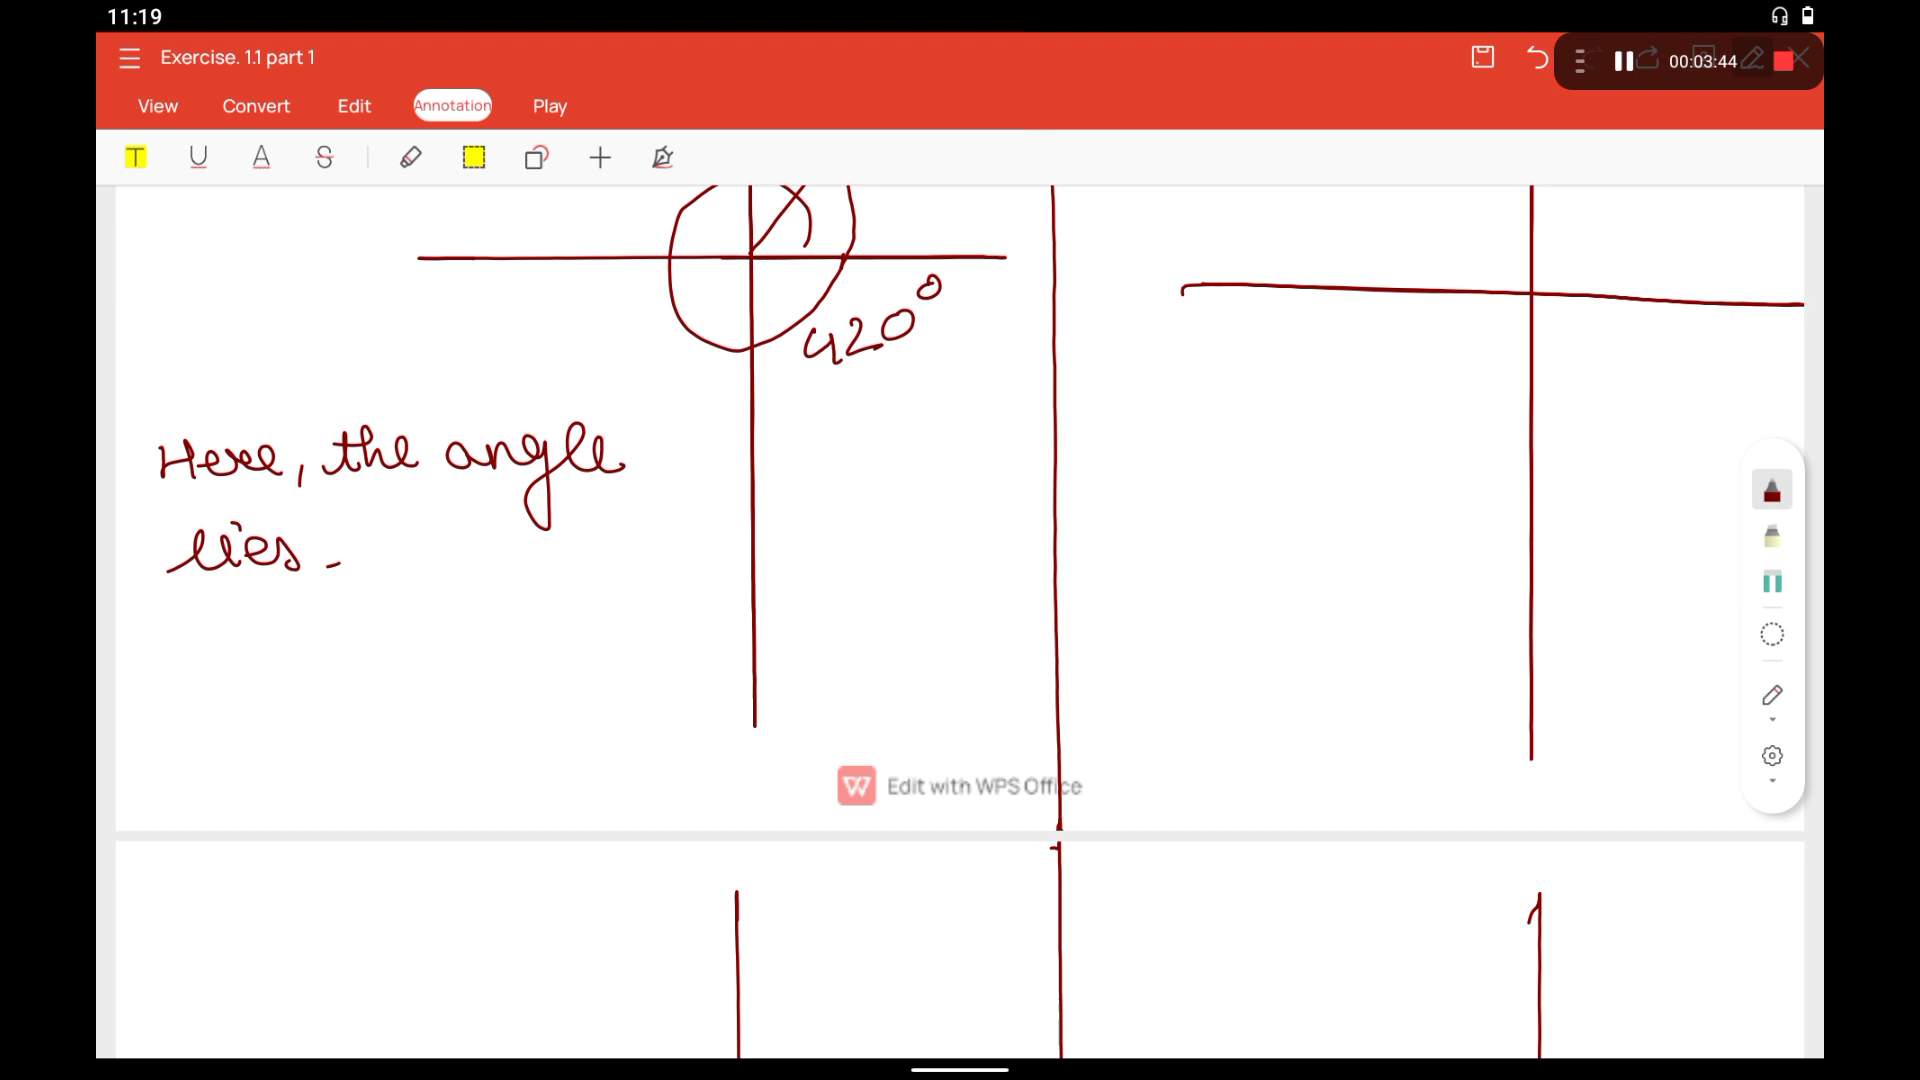 11:19
Exercise. 1.1 part 1
00:03:44
View Convert Edit Annotation Play
T U A S
420°
Here, the angle
lies.
Edit with WPS Office